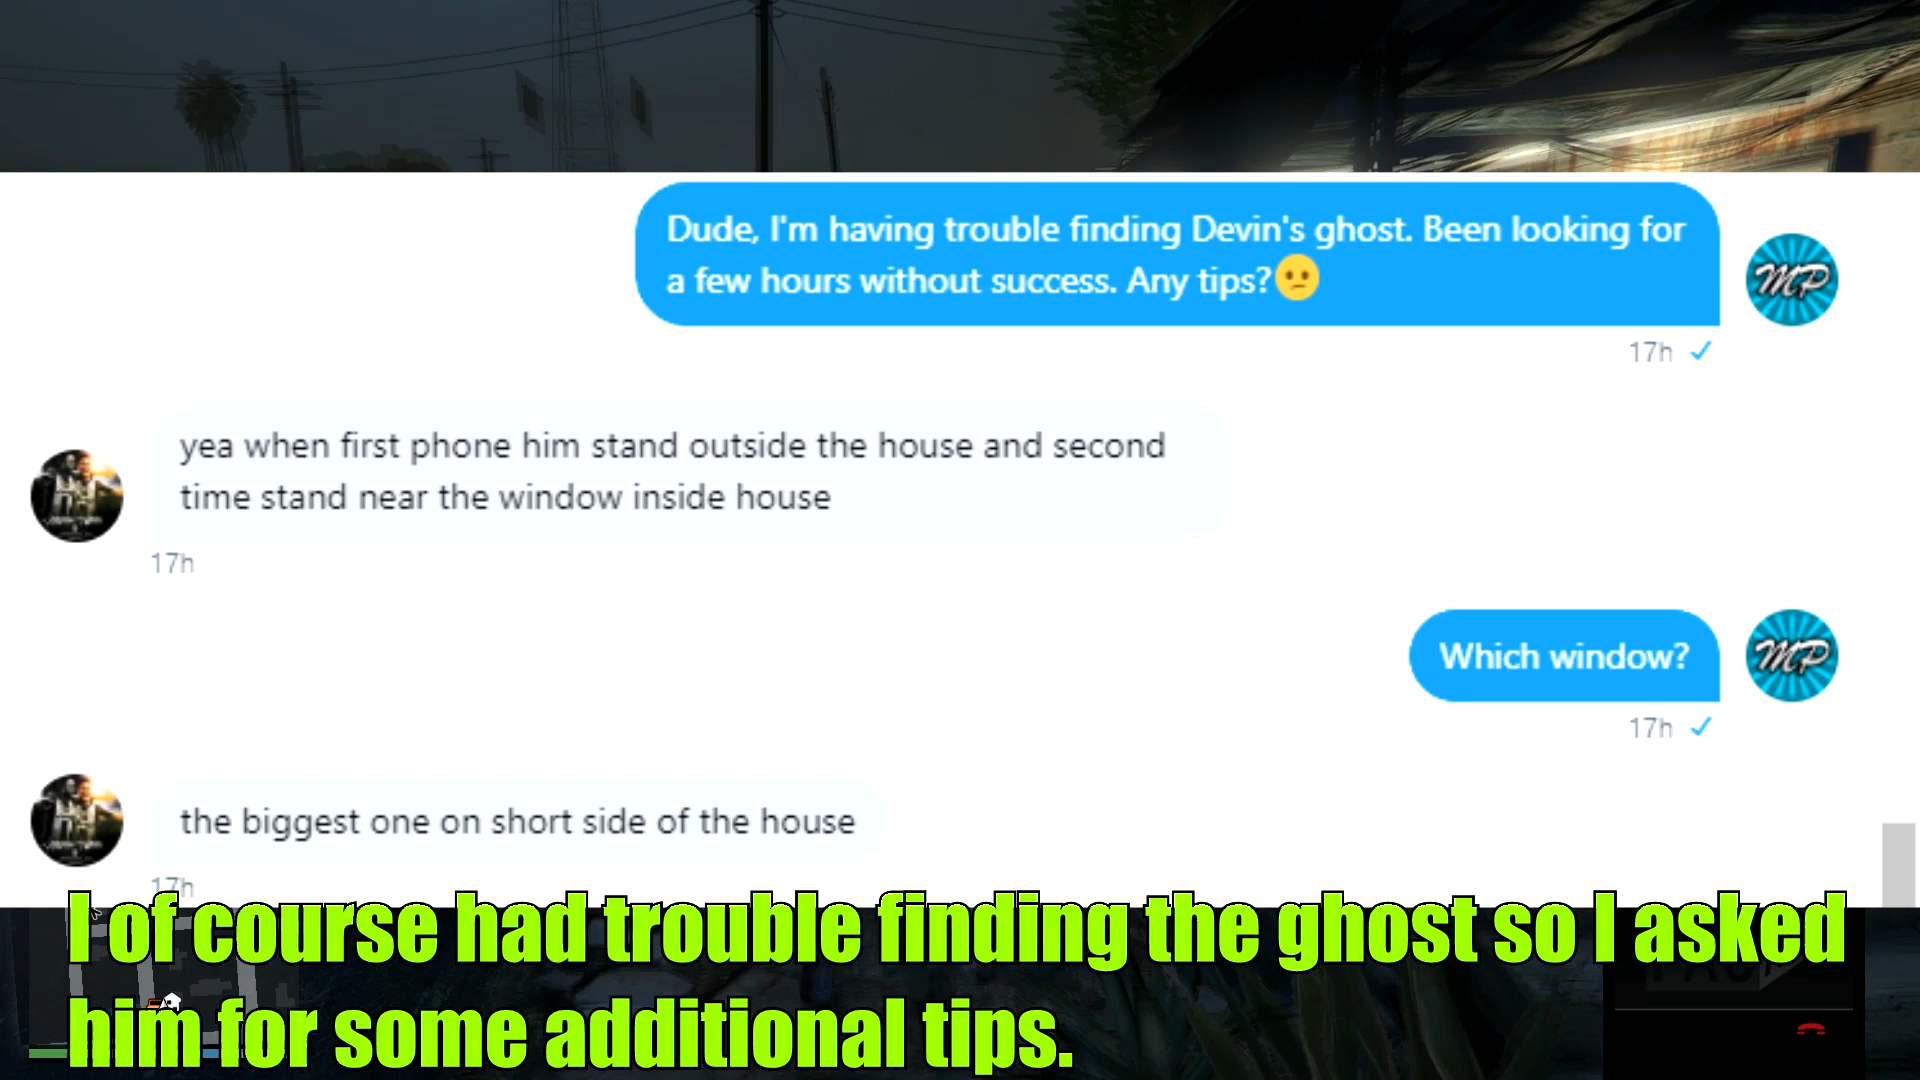 Dude, I'm having trouble finding Devin's ghost. Been looking for
a few hours without success. Any tips?😕
MP
17h ✓
yea when first phone him stand outside the house and second
time stand near the window inside house
17h
Which window?
MP
17h ✓
the biggest one on short side of the house
17h
I of course had trouble finding the ghost so I asked
him for some additional tips.